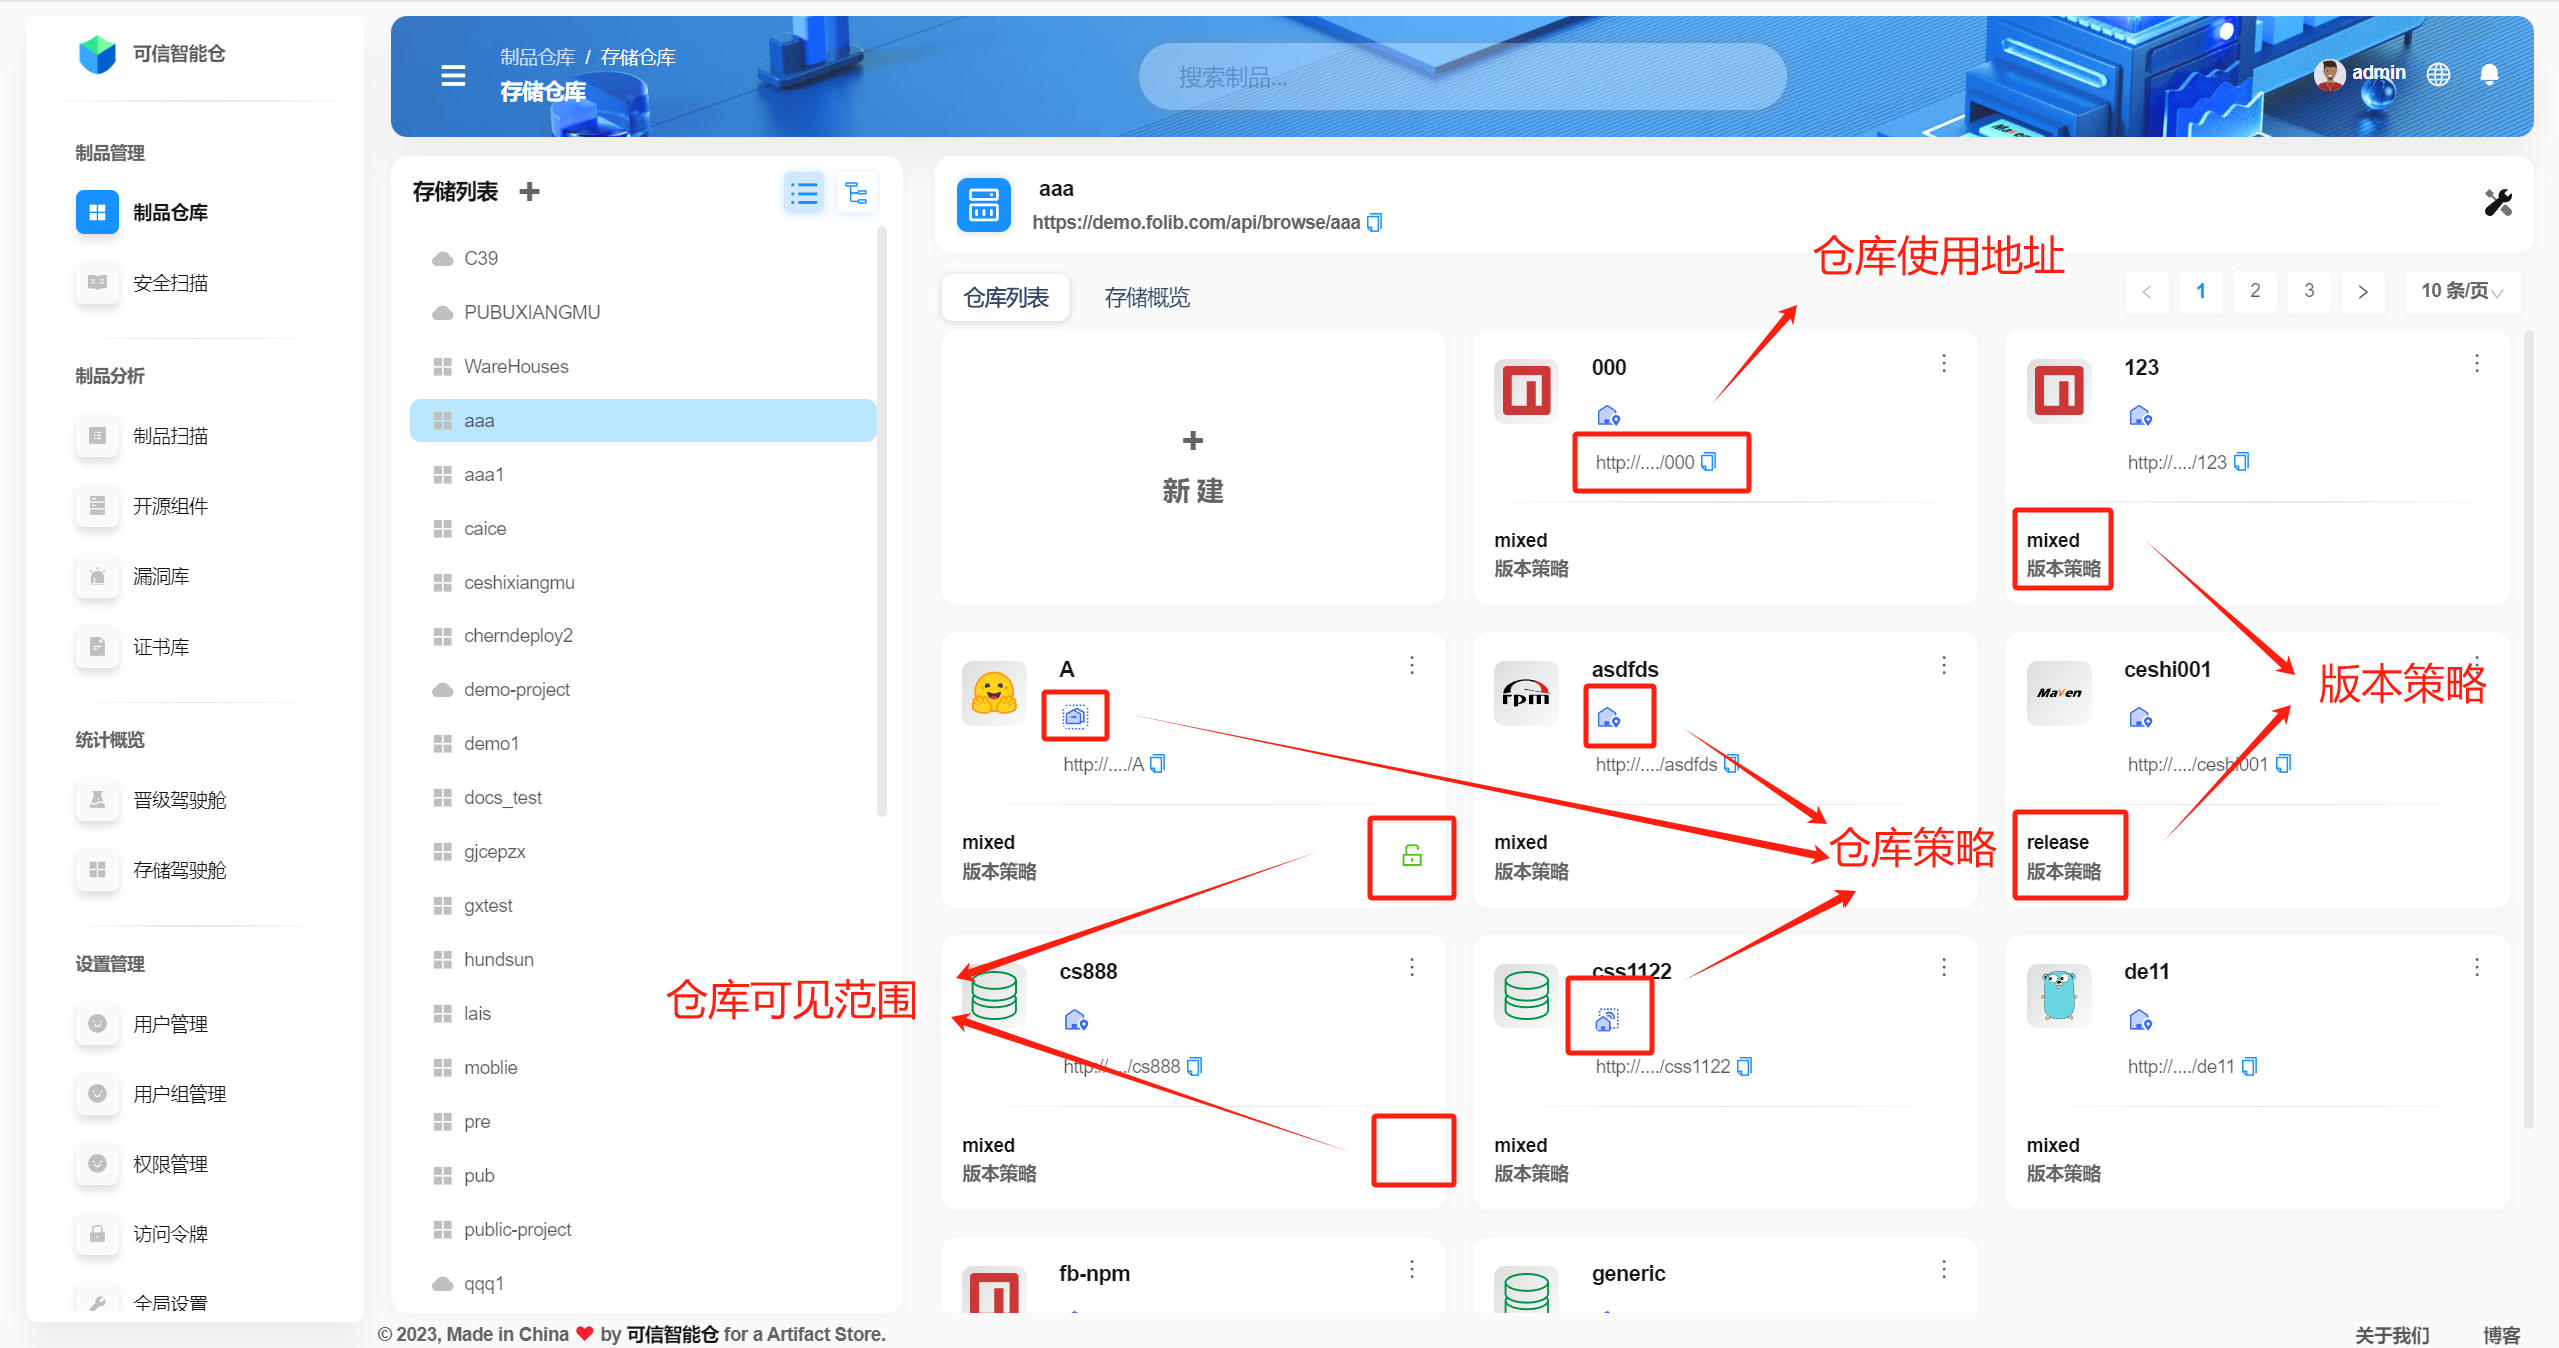 可信智能仓
制品管理
制品仓库
安全扫描
制品分析
制品扫描
开源组件
漏洞库
证书库
统计概览
晋级驾驶舱
存储驾驶舱
设置管理
用户管理
用户组管理
权限管理
访问令牌
全局设置
制品仓库 / 存储仓库
存储仓库
搜索制品...
Maven
admin
存储列表
C39
PUBUXIANGMU
WareHouses
aaa
aaa1
caice
ceshixiangmu
cherndeploy2
demo-project
demo1
docs_test
gjcepzx
gxtest
hundsun
lais
moblie
pre
pub
public-project
qqq1
aaa
https://demo.folib.com/api/browse/aaa
仓库使用地址
仓库列表
存储概览
1 2 3
10 条/页
新 建
000
http://..../000
mixed
版本策略
123
http://..../123
mixed
版本策略
A
http://..../A
mixed
版本策略
rpm
asdfds
http://..../asdfds
mixed
版本策略
Maven
ceshi001
http://..../ceshi001
release
版本策略
版本策略
仓库策略
仓库可见范围
cs888
http://..../cs888
mixed
版本策略
css1122
http://..../css1122
mixed
版本策略
de11
http://..../de11
mixed
版本策略
fb-npm
generic
© 2023, Made in China ❤ by 可信智能仓 for a Artifact Store.
关于我们
博客